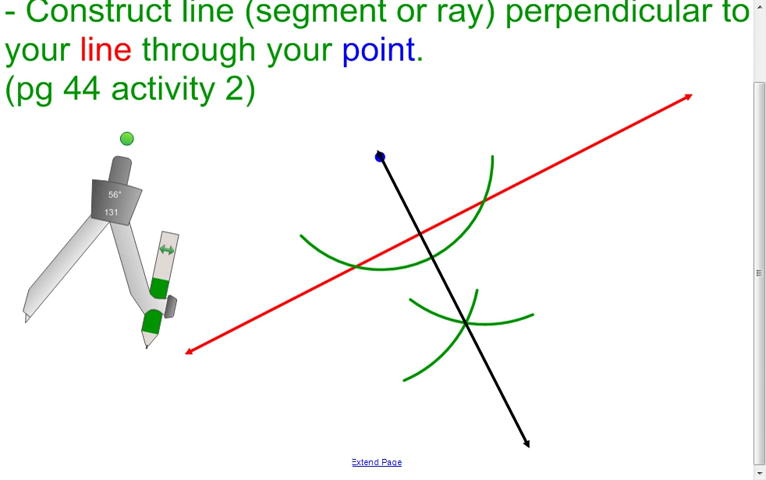 - Construct line (segment or ray) perpendicular to
your line through your point.
(pg 44 activity 2)
56°
131
Extend Page